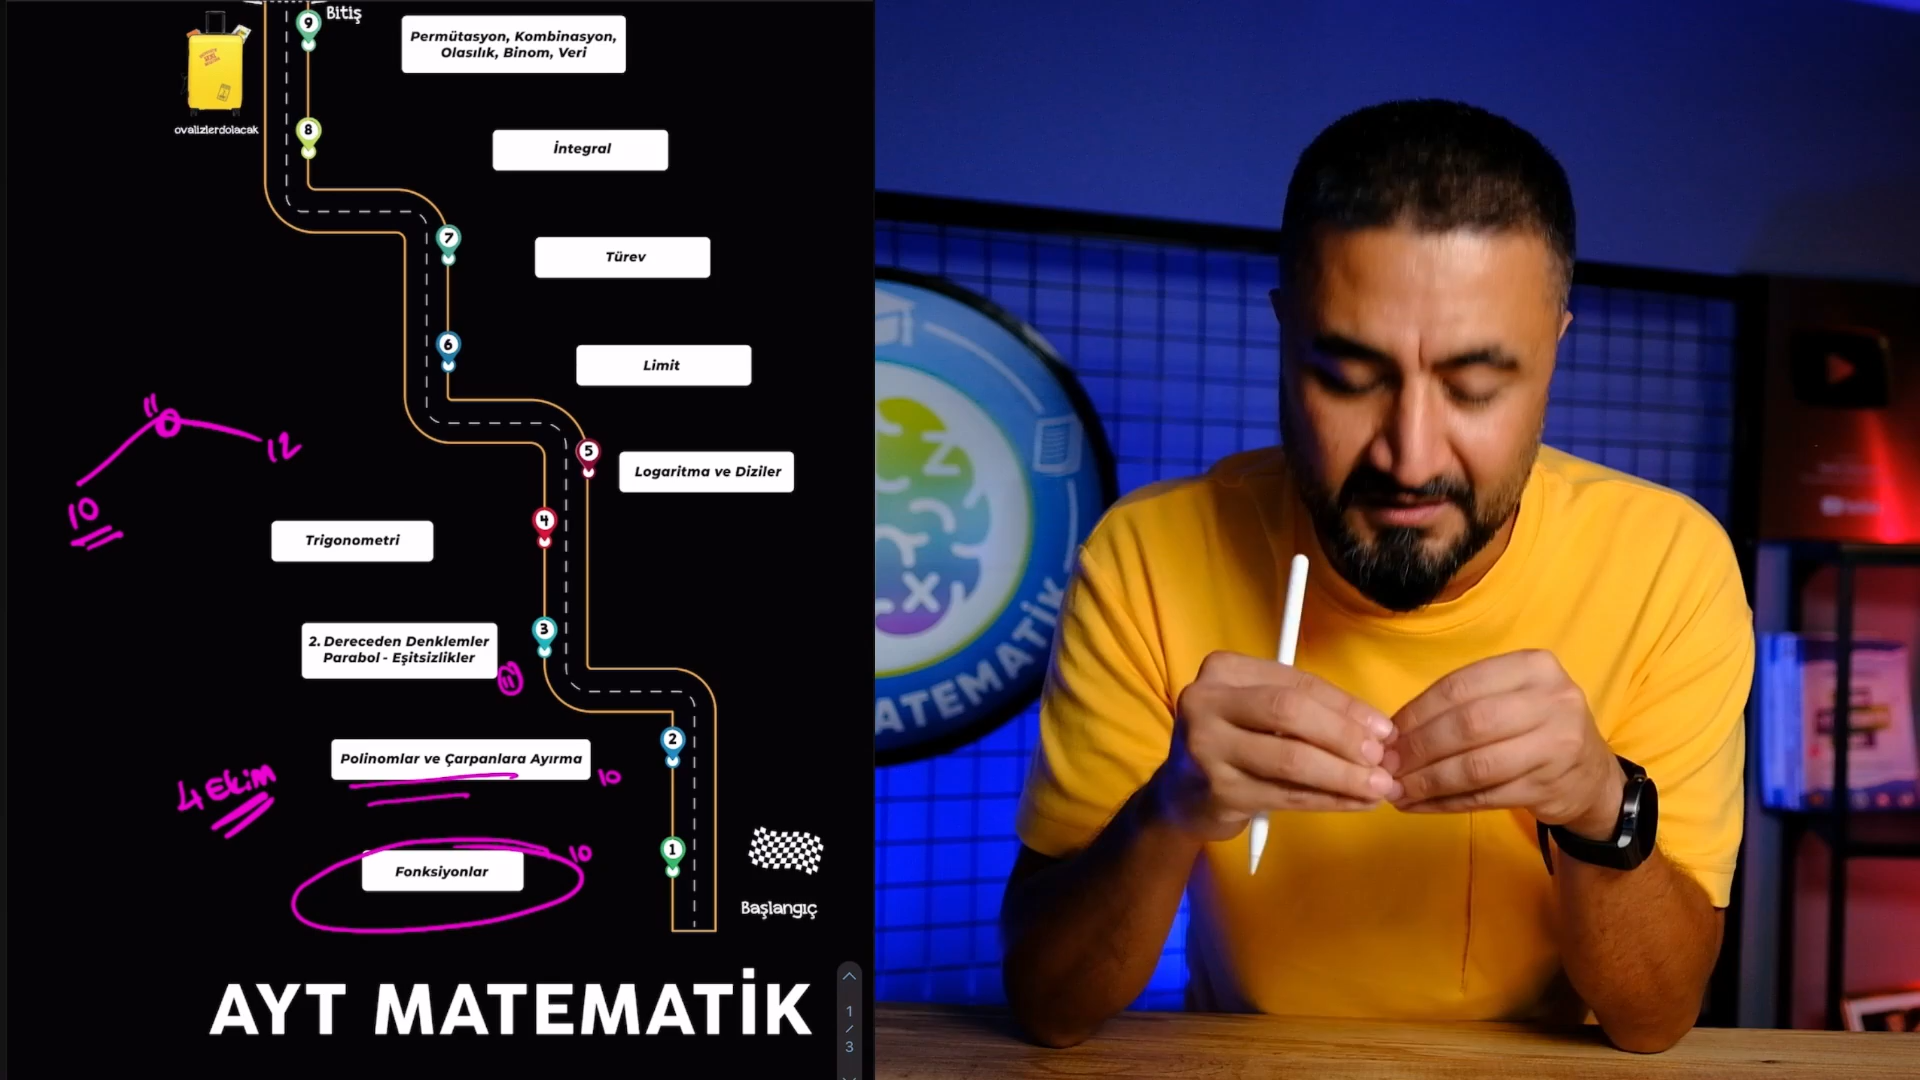 9
Bitiş
Permütasyon, Kombinasyon,
Olasılık, Binom, Veri
ovalizlerdolacak
8
İntegral
7
Türev
6
Limit
11
12
10
5
Logaritma ve Diziler
4
Trigonometri
3
2. Dereceden Denklemler
Parabol - Eşitsizlikler
11
2
Polinomlar ve Çarpanlara Ayırma
10
4 Ekim
1
Fonksiyonlar
10
Başlangıç
AYT MATEMATİK
1
/
3
Z
X
MATEMATİK